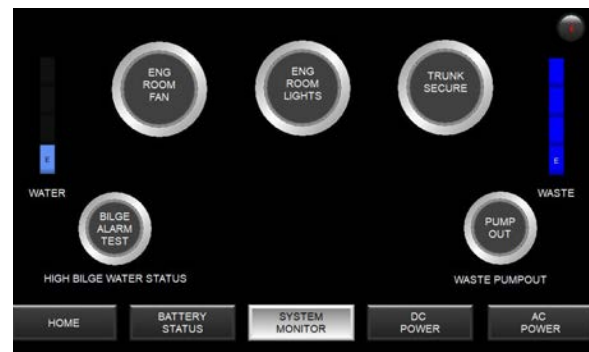 ENG
ROOM
FAN
ENG
ROOM
LIGHTS
TRUNK
SECURE
E
E
WATER
WASTE
BILGE
ALARM
TEST
PUMP
OUT
HIGH BILGE WATER STATUS
WASTE PUMPOUT
HOME
BATTERY
STATUS
SYSTEM
MONITOR
DC
POWER
AC
POWER